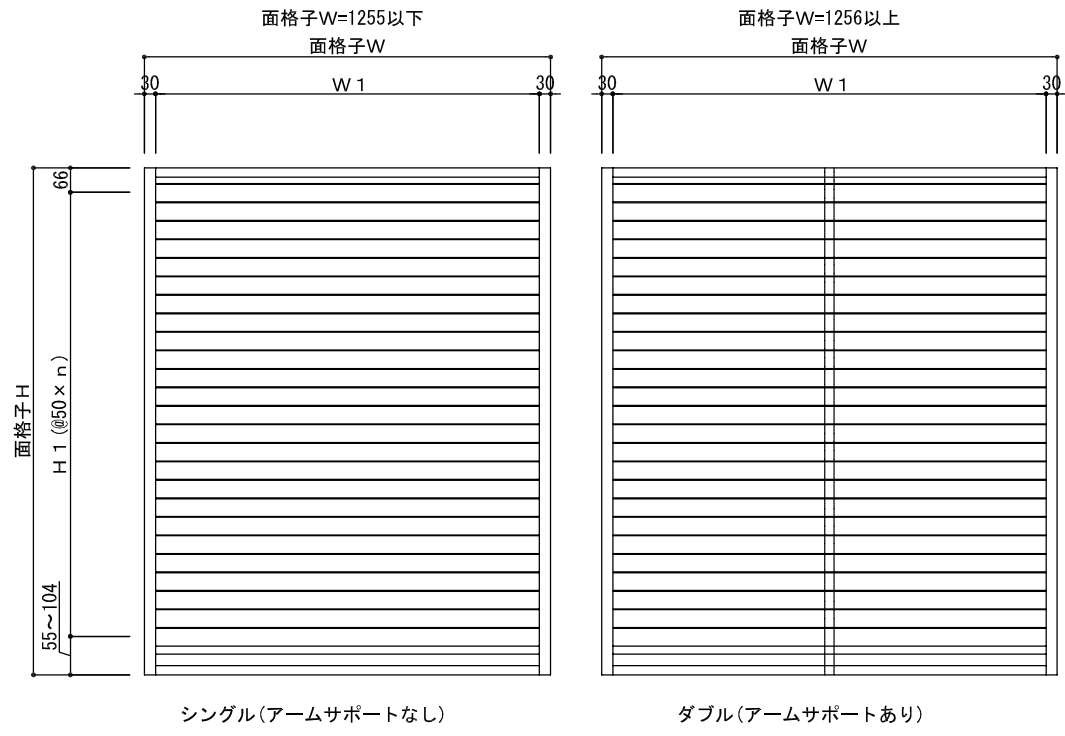 面格子W=1255以下
面格子W
30
W1
30
面格子W=1256以上
面格子W
30
W1
30
66
面格子H
H1(@50×n)
55～104
シングル(アームサポートなし)
ダブル(アームサポートあり)